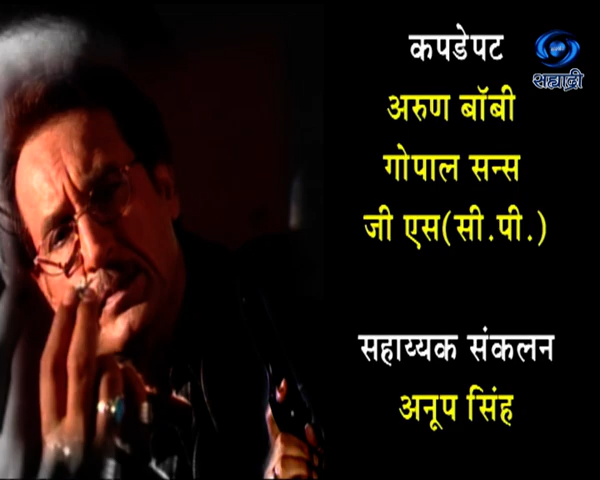 कपडेपट
सह्याद्री
अरुण बॉबी
गोपाल सन्स
जी एस(सी.पी.)
सहाय्यक संकलन
अनूप सिंह